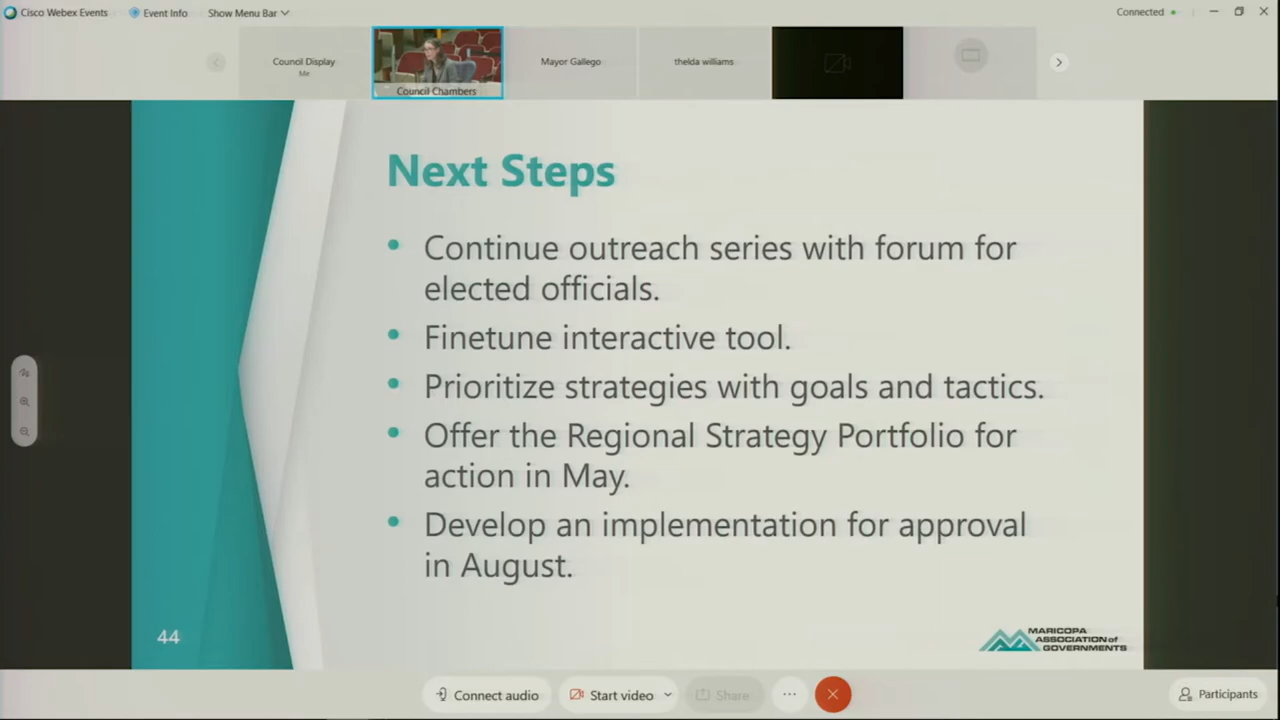 Cisco Webex Events
Event Info
Show Menu Bar
Connected
Council Display
Me
Council Chambers
Mayor Gallego
thelda williams
Next Steps
• Continue outreach series with forum for
elected officials.
• Finetune interactive tool.
• Prioritize strategies with goals and tactics.
• Offer the Regional Strategy Portfolio for
action in May.
• Develop an implementation for approval
in August.
44
MARICOPA
ASSOCIATION of
GOVERNMENTS
Connect audio
Start video
Share
Participants